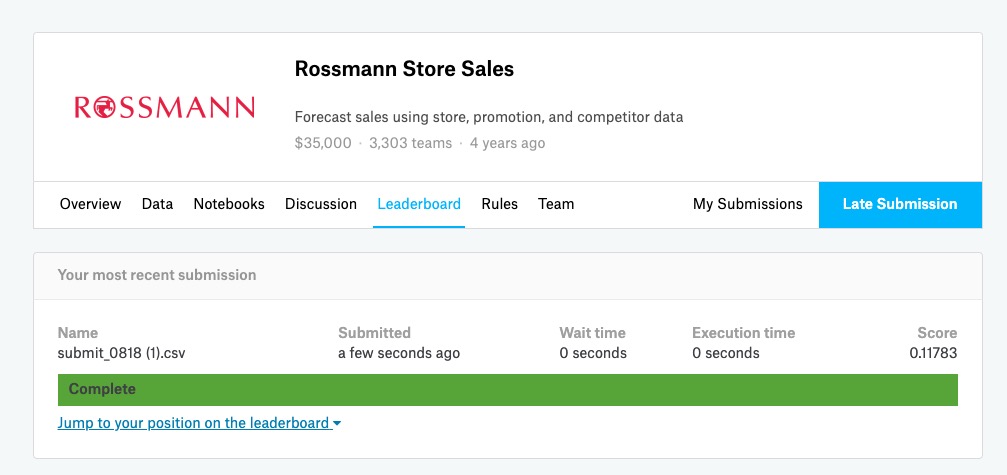 ROSSMANN
Rossmann Store Sales
Forecast sales using store, promotion, and competitor data
$35,000 · 3,303 teams · 4 years ago
Overview Data Notebooks Discussion Leaderboard Rules Team My Submissions Late Submission
Your most recent submission
Name Submitted Wait time Execution time Score
submit_0818 (1).csv a few seconds ago 0 seconds 0 seconds 0.11783
Complete
Jump to your position on the leaderboard